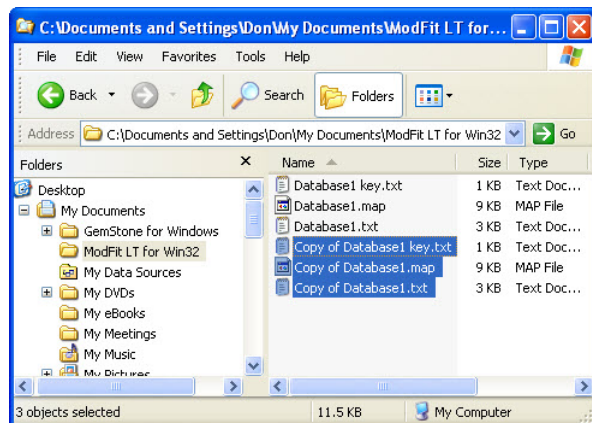 C:\Documents and Settings\Don\My Documents\ModFit LT for...
File Edit View Favorites Tools Help
Back Search Folders
Address C:\Documents and Settings\Don\My Documents\ModFit LT for Win32 Go
Folders Name Size Type
Desktop
My Documents
GemStone for Windows
ModFit LT for Win32
My Data Sources
My DVDs
My eBooks
My Meetings
My Music
My Pictures
Database1 key.txt 1 KB Text Doc...
Database1.map 9 KB MAP File
Database1.txt 3 KB Text Doc...
Copy of Database1 key.txt 1 KB Text Doc...
Copy of Database1.map 9 KB MAP File
Copy of Database1.txt 3 KB Text Doc...
3 objects selected 11.5 KB My Computer